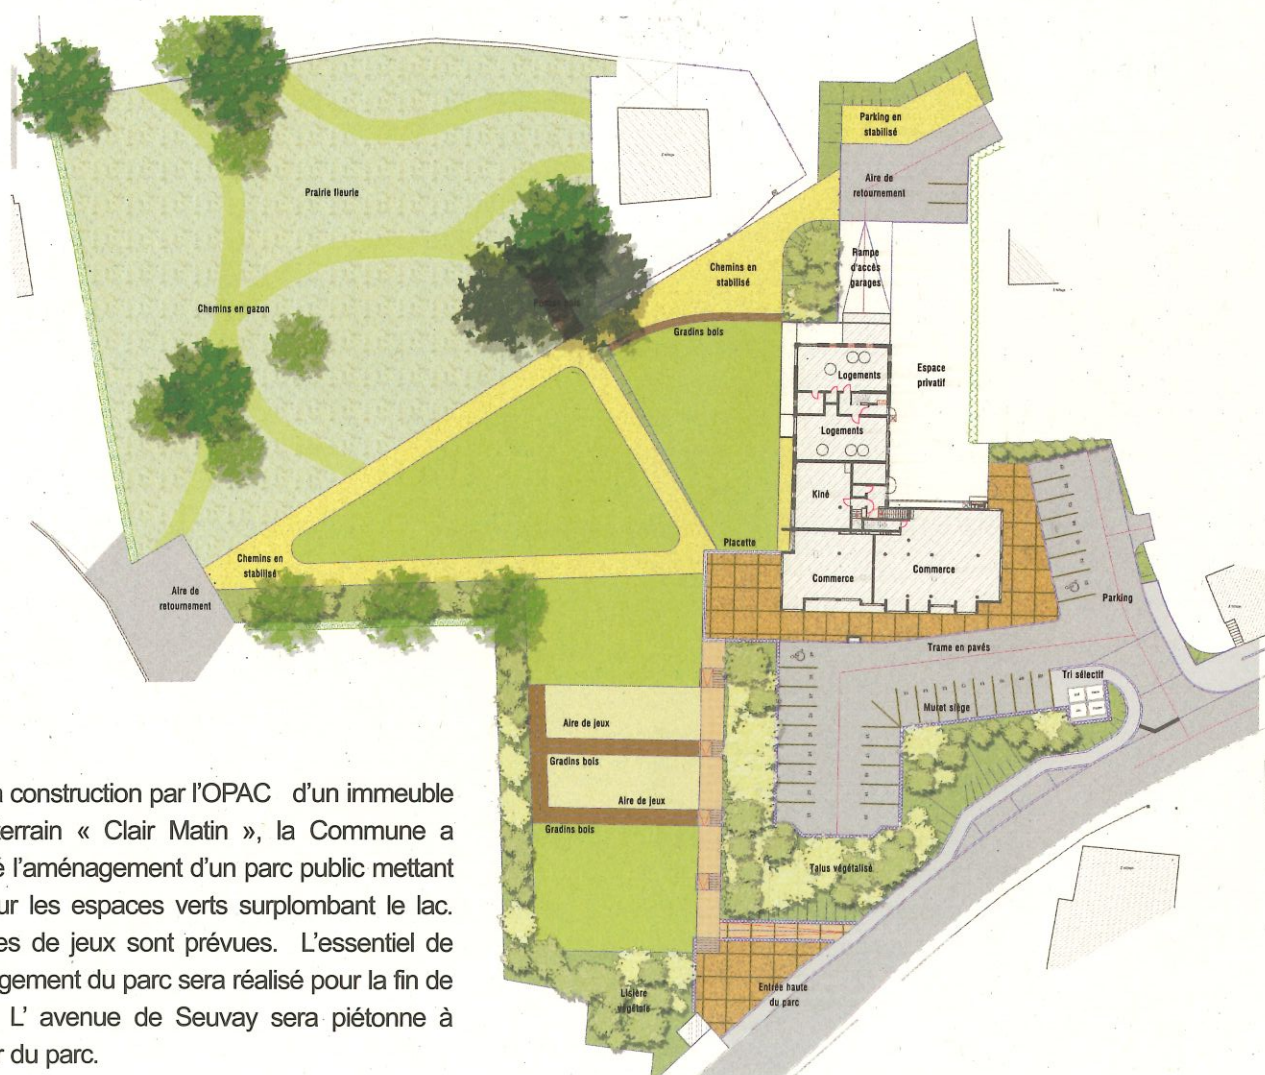 Parking en
stabilisé
Aire de
retournement
Prairie fleurie
Rampe
d'accès
garages
Chemins en
stabilisé
Chemins en gazon
Gradins bois
Logements
Espace
privatif
Logements
Kiné
Placette
Commerce
Commerce
Chemins en
stabilisé
Aire de
retournement
Parking
Trame en pavés
Tri sélectif
Muret siège
Aire de jeux
Gradins bois
Aire de jeux
Gradins bois
Talus végétalisé
Entrée haute
du parc
Lisière
végétale
construction par l'OPAC d'un immeuble
terrain « Clair Matin », la Commune a
l'aménagement d'un parc public mettant
les espaces verts surplombant le lac.
de jeux sont prévues. L'essentiel de
gement du parc sera réalisé pour la fin de
L' avenue de Seuvay sera piétonne à
du parc.